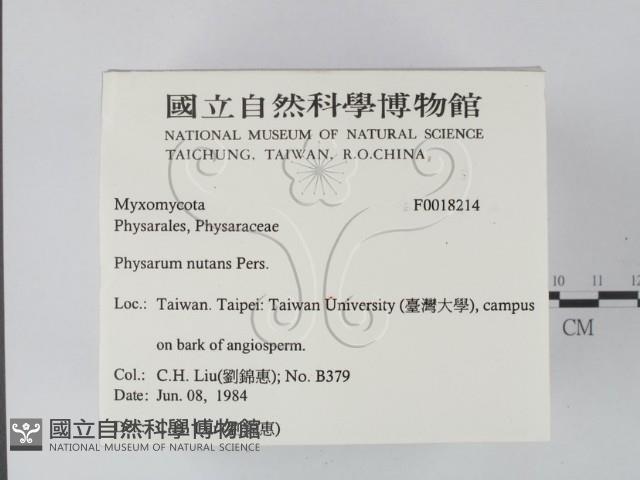 國立自然科學博物館
NATIONAL MUSEUM OF NATURAL SCIENCE
TAICHUNG, TAIWAN, R.O.CHINA
Myxomycota F0018214
Physarales, Physaraceae
Physarum nutans Pers.
Loc.: Taiwan. Taipei: Taiwan University (臺灣大學), campus
on bark of angiosperm.
10 11 12
CM
Col.: C.H. Liu(劉錦惠); No. B379
Date: Jun. 08, 1984
惠)
國立自然科學博物館
NATIONAL MUSEUM OF NATURAL SCIENCE